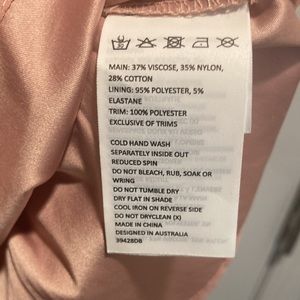 MAIN: 37% VISCOSE, 35% NYLON,
28% COTTON
LINING: 95% POLYESTER, 5%
ELASTANE
TRIM: 100% POLYESTER
EXCLUSIVE OF TRIMS
COLD HAND WASH
SEPARATELY INSIDE OUT
REDUCED SPIN
DO NOT BLEACH, RUB, SOAK OR
WRING
DO NOT TUMBLE DRY
DRY FLAT IN SHADE
COOL IRON ON REVERSE SIDE
DO NOT DRYCLEAN (X)
MADE IN CHINA
DESIGNED IN AUSTRALIA
39428DB